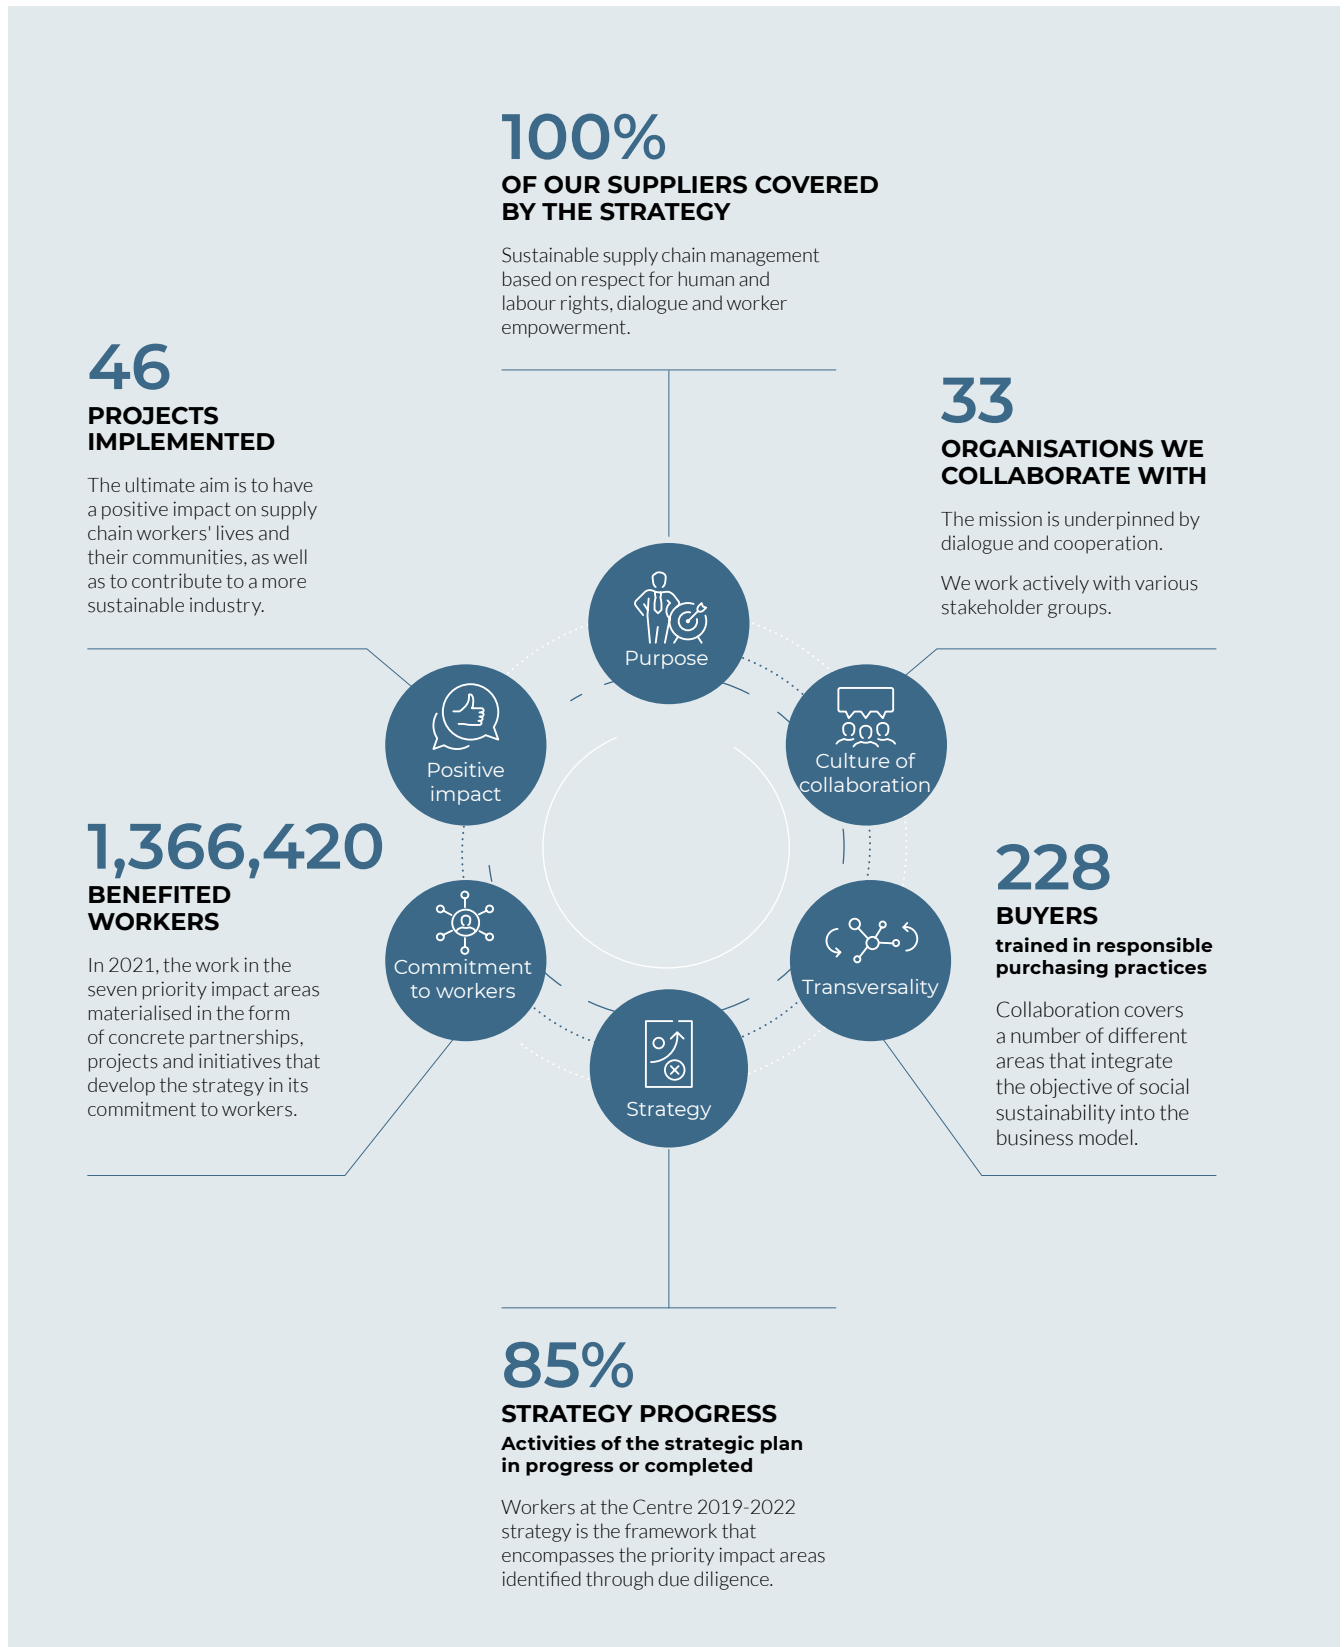 100%
OF OUR SUPPLIERS COVERED
BY THE STRATEGY
Sustainable supply chain management
based on respect for human and
labour rights, dialogue and worker
empowerment.
46
PROJECTS
IMPLEMENTED
The ultimate aim is to have
a positive impact on supply
chain workers' lives and
their communities, as well
as to contribute to a more
sustainable industry.
33
ORGANISATIONS WE
COLLABORATE WITH
The mission is underpinned by
dialogue and cooperation.
We work actively with various
stakeholder groups.
Purpose
Positive
impact
Culture of
collaboration
1,366,420
BENEFITED
WORKERS
In 2021, the work in the
seven priority impact areas
materialised in the form
of concrete partnerships,
projects and initiatives that
develop the strategy in its
commitment to workers.
Commitment
to workers
Transversality
Strategy
228
BUYERS
trained in responsible
purchasing practices
Collaboration covers
a number of different
areas that integrate
the objective of social
sustainability into the
business model.
85%
STRATEGY PROGRESS
Activities of the strategic plan
in progress or completed
Workers at the Centre 2019-2022
strategy is the framework that
encompasses the priority impact areas
identified through due diligence.